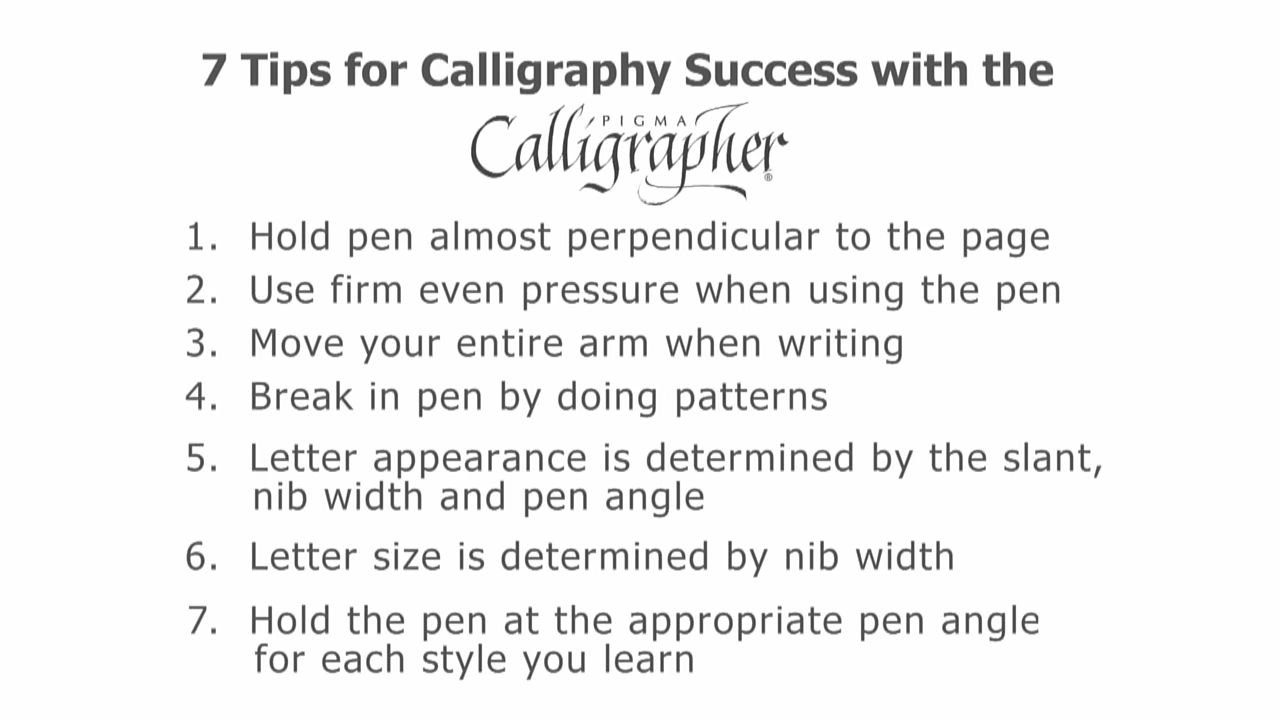 7 Tips for Calligraphy Success with the
PIGMA
Calligrapher®
1. Hold pen almost perpendicular to the page
2. Use firm even pressure when using the pen
3. Move your entire arm when writing
4. Break in pen by doing patterns
5. Letter appearance is determined by the slant,
nib width and pen angle
6. Letter size is determined by nib width
7. Hold the pen at the appropriate pen angle
for each style you learn